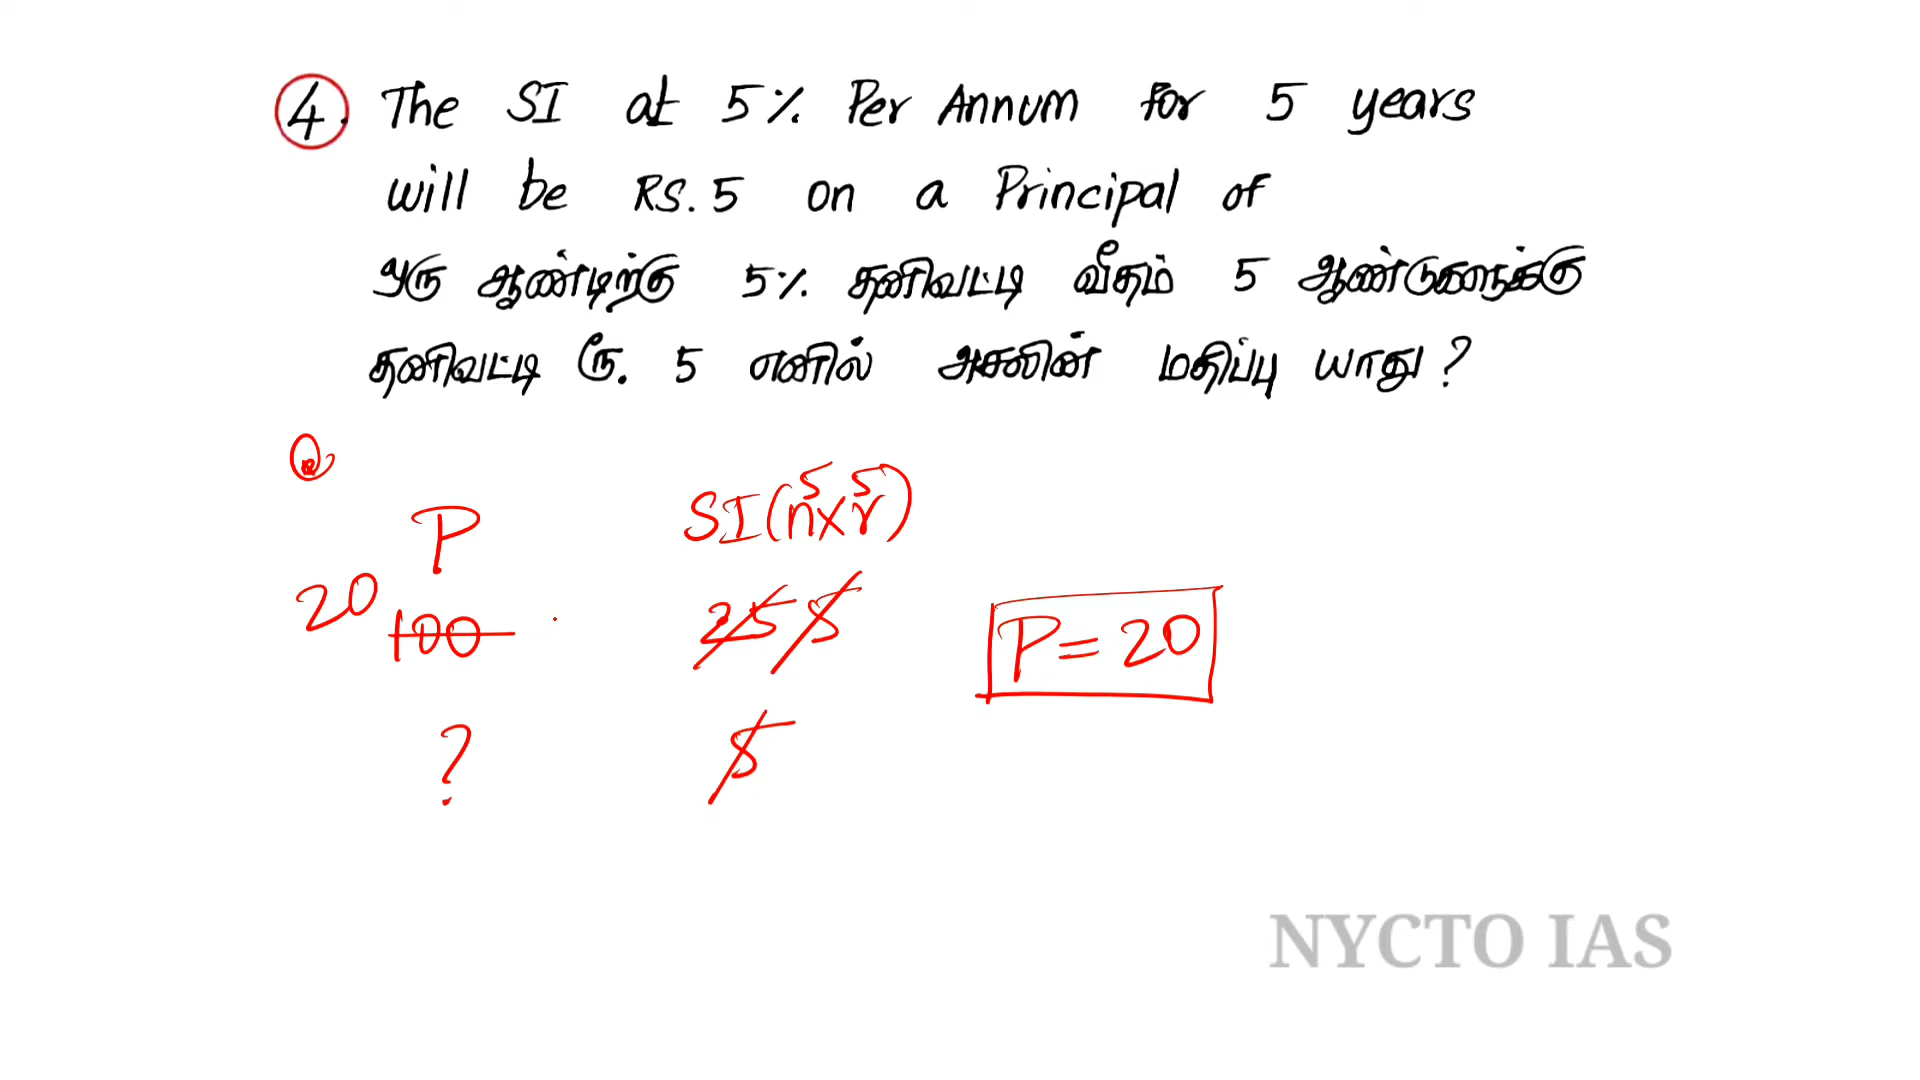 4. The SI at 5% Per Annum for 5 years
will be RS. 5 on a Principal of
ஒரு ஆண்டிற்கு 5% தனிவட்டி வீதம் 5 ஆண்டுகளுக்கு
தனிவட்டி ரூ. 5 எனில் அசலின் மதிப்பு யாது?
P SI(n×r)
5 5
20 100 25 5
P = 20
? 5
NYCTO IAS